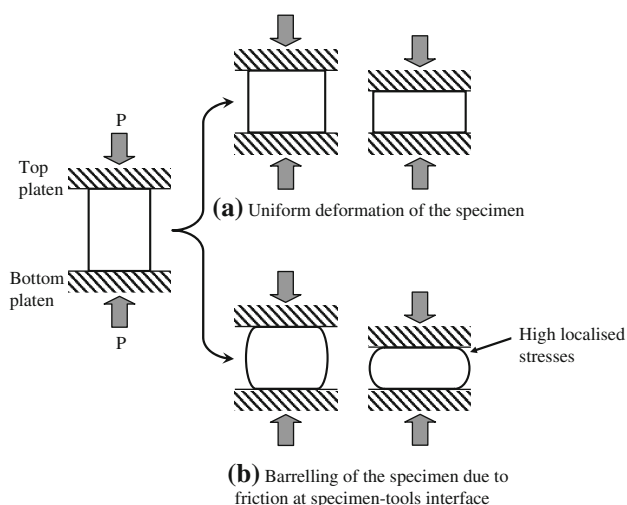 P
Top
platen
Bottom
platen
P
(a) Uniform deformation of the specimen
High localised
stresses
(b) Barrelling of the specimen due to
friction at specimen-tools interface